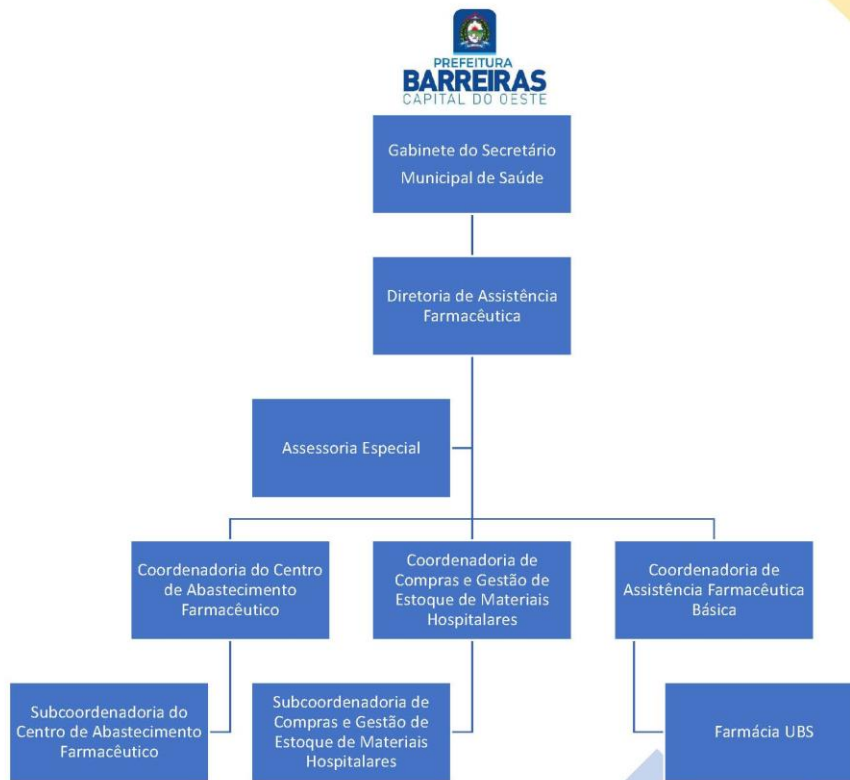 PREFEITURA
BARREIRAS
CAPITAL DO OESTE
Gabinete do Secretário
Municipal de Saúde
Diretoria de Assistência
Farmacêutica
Assessoria Especial
Coordenadoria do Centro
de Abastecimento
Farmacêutico
Coordenadoria de
Compras e Gestão de
Estoque de Materiais
Hospitalares
Coordenadoria de
Assistência Farmacêutica
Básica
Subcoordenadoria do
Centro de Abastecimento
Farmacêutico
Subcoordenadoria de
Compras e Gestão de
Estoque de Materiais
Hospitalares
Farmácia UBS